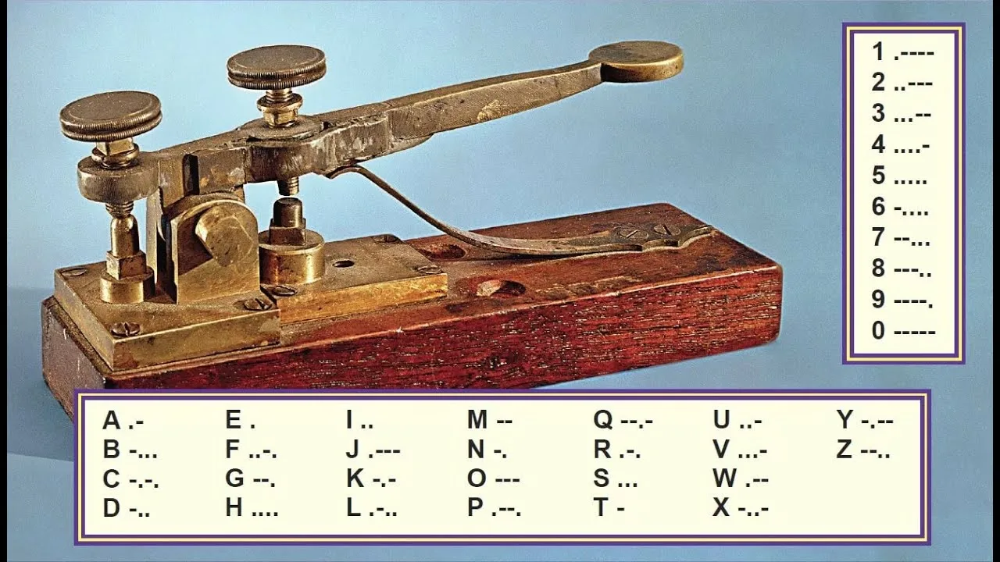 1 .----
2 ..---
3 ...--
4 ....-
5 .....
6 -....
7 --...
8 ---..
9 ----.
0 -----
A .- E . I .. M -- Q --.- U ..- Y -.--
B -... F ..-. J .--- N -. R .-. V ...- Z --..
C -.-. G --. K -.- O --- S ... W .--
D -.. H .... L .-.. P .--. T - X -..-